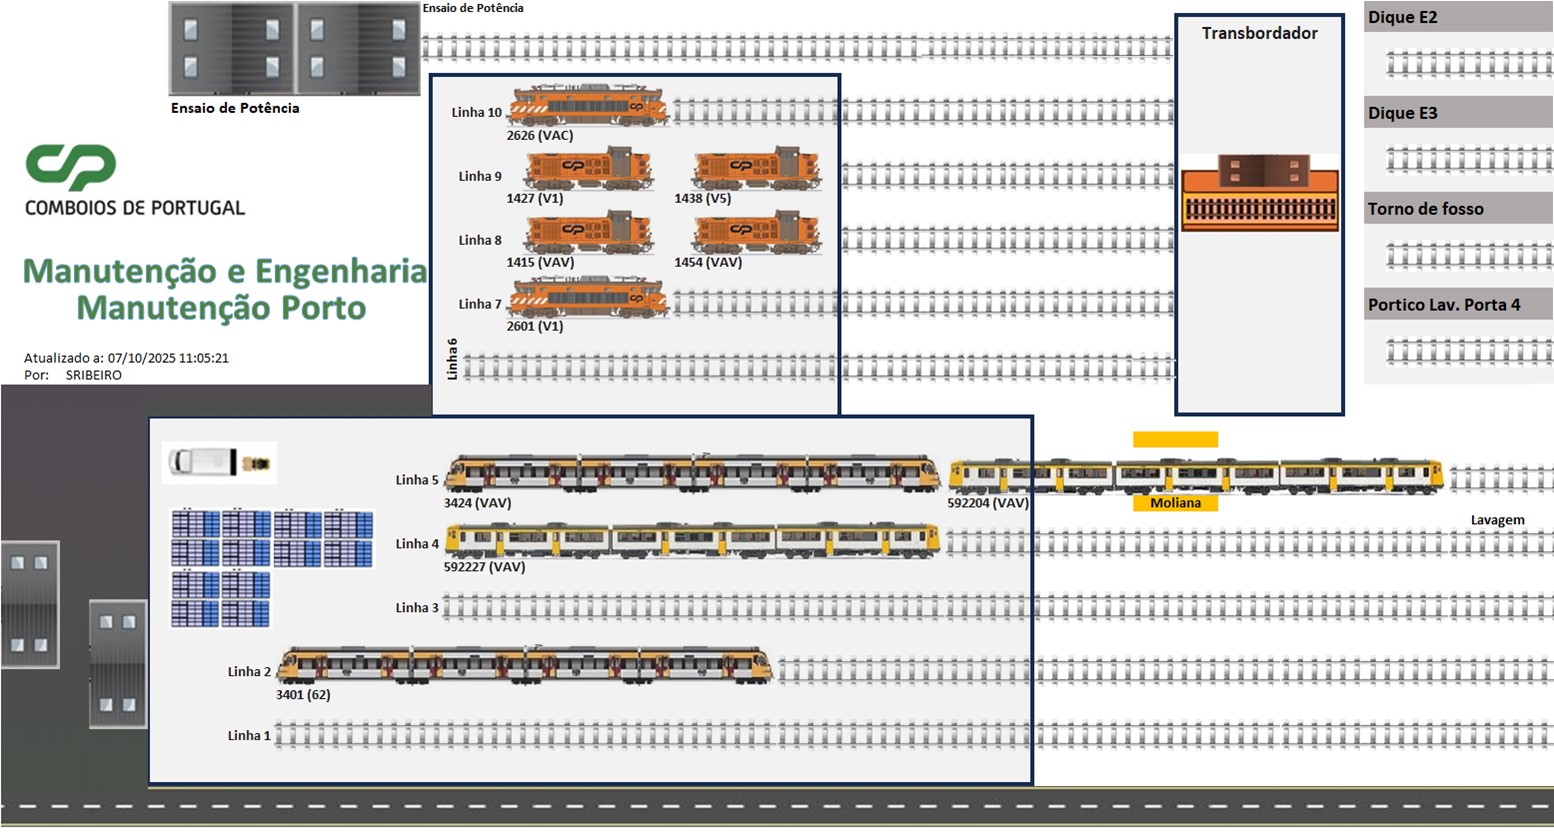 Ensaio de Potência
Transbordador
Dique E2
Ensaio de Potência
Linha 10
2626 (VAC)
Dique E3
CP
COMBOIOS DE PORTUGAL
Linha 9
1427 (V1)
1438 (V5)
Torno de fosso
Linha 8
1415 (VAV)
1454 (VAV)
Manutenção e Engenharia
Manutenção Porto
Linha 7
2601 (V1)
Portico Lav. Porta 4
Atualizado a: 07/10/2025 11:05:21
Por: SRIBEIRO
Linha 6
Linha 5
3424 (VAV)
592204 (VAV)
Moliana
Lavagem
Linha 4
592227 (VAV)
Linha 3
Linha 2
3401 (62)
Linha 1